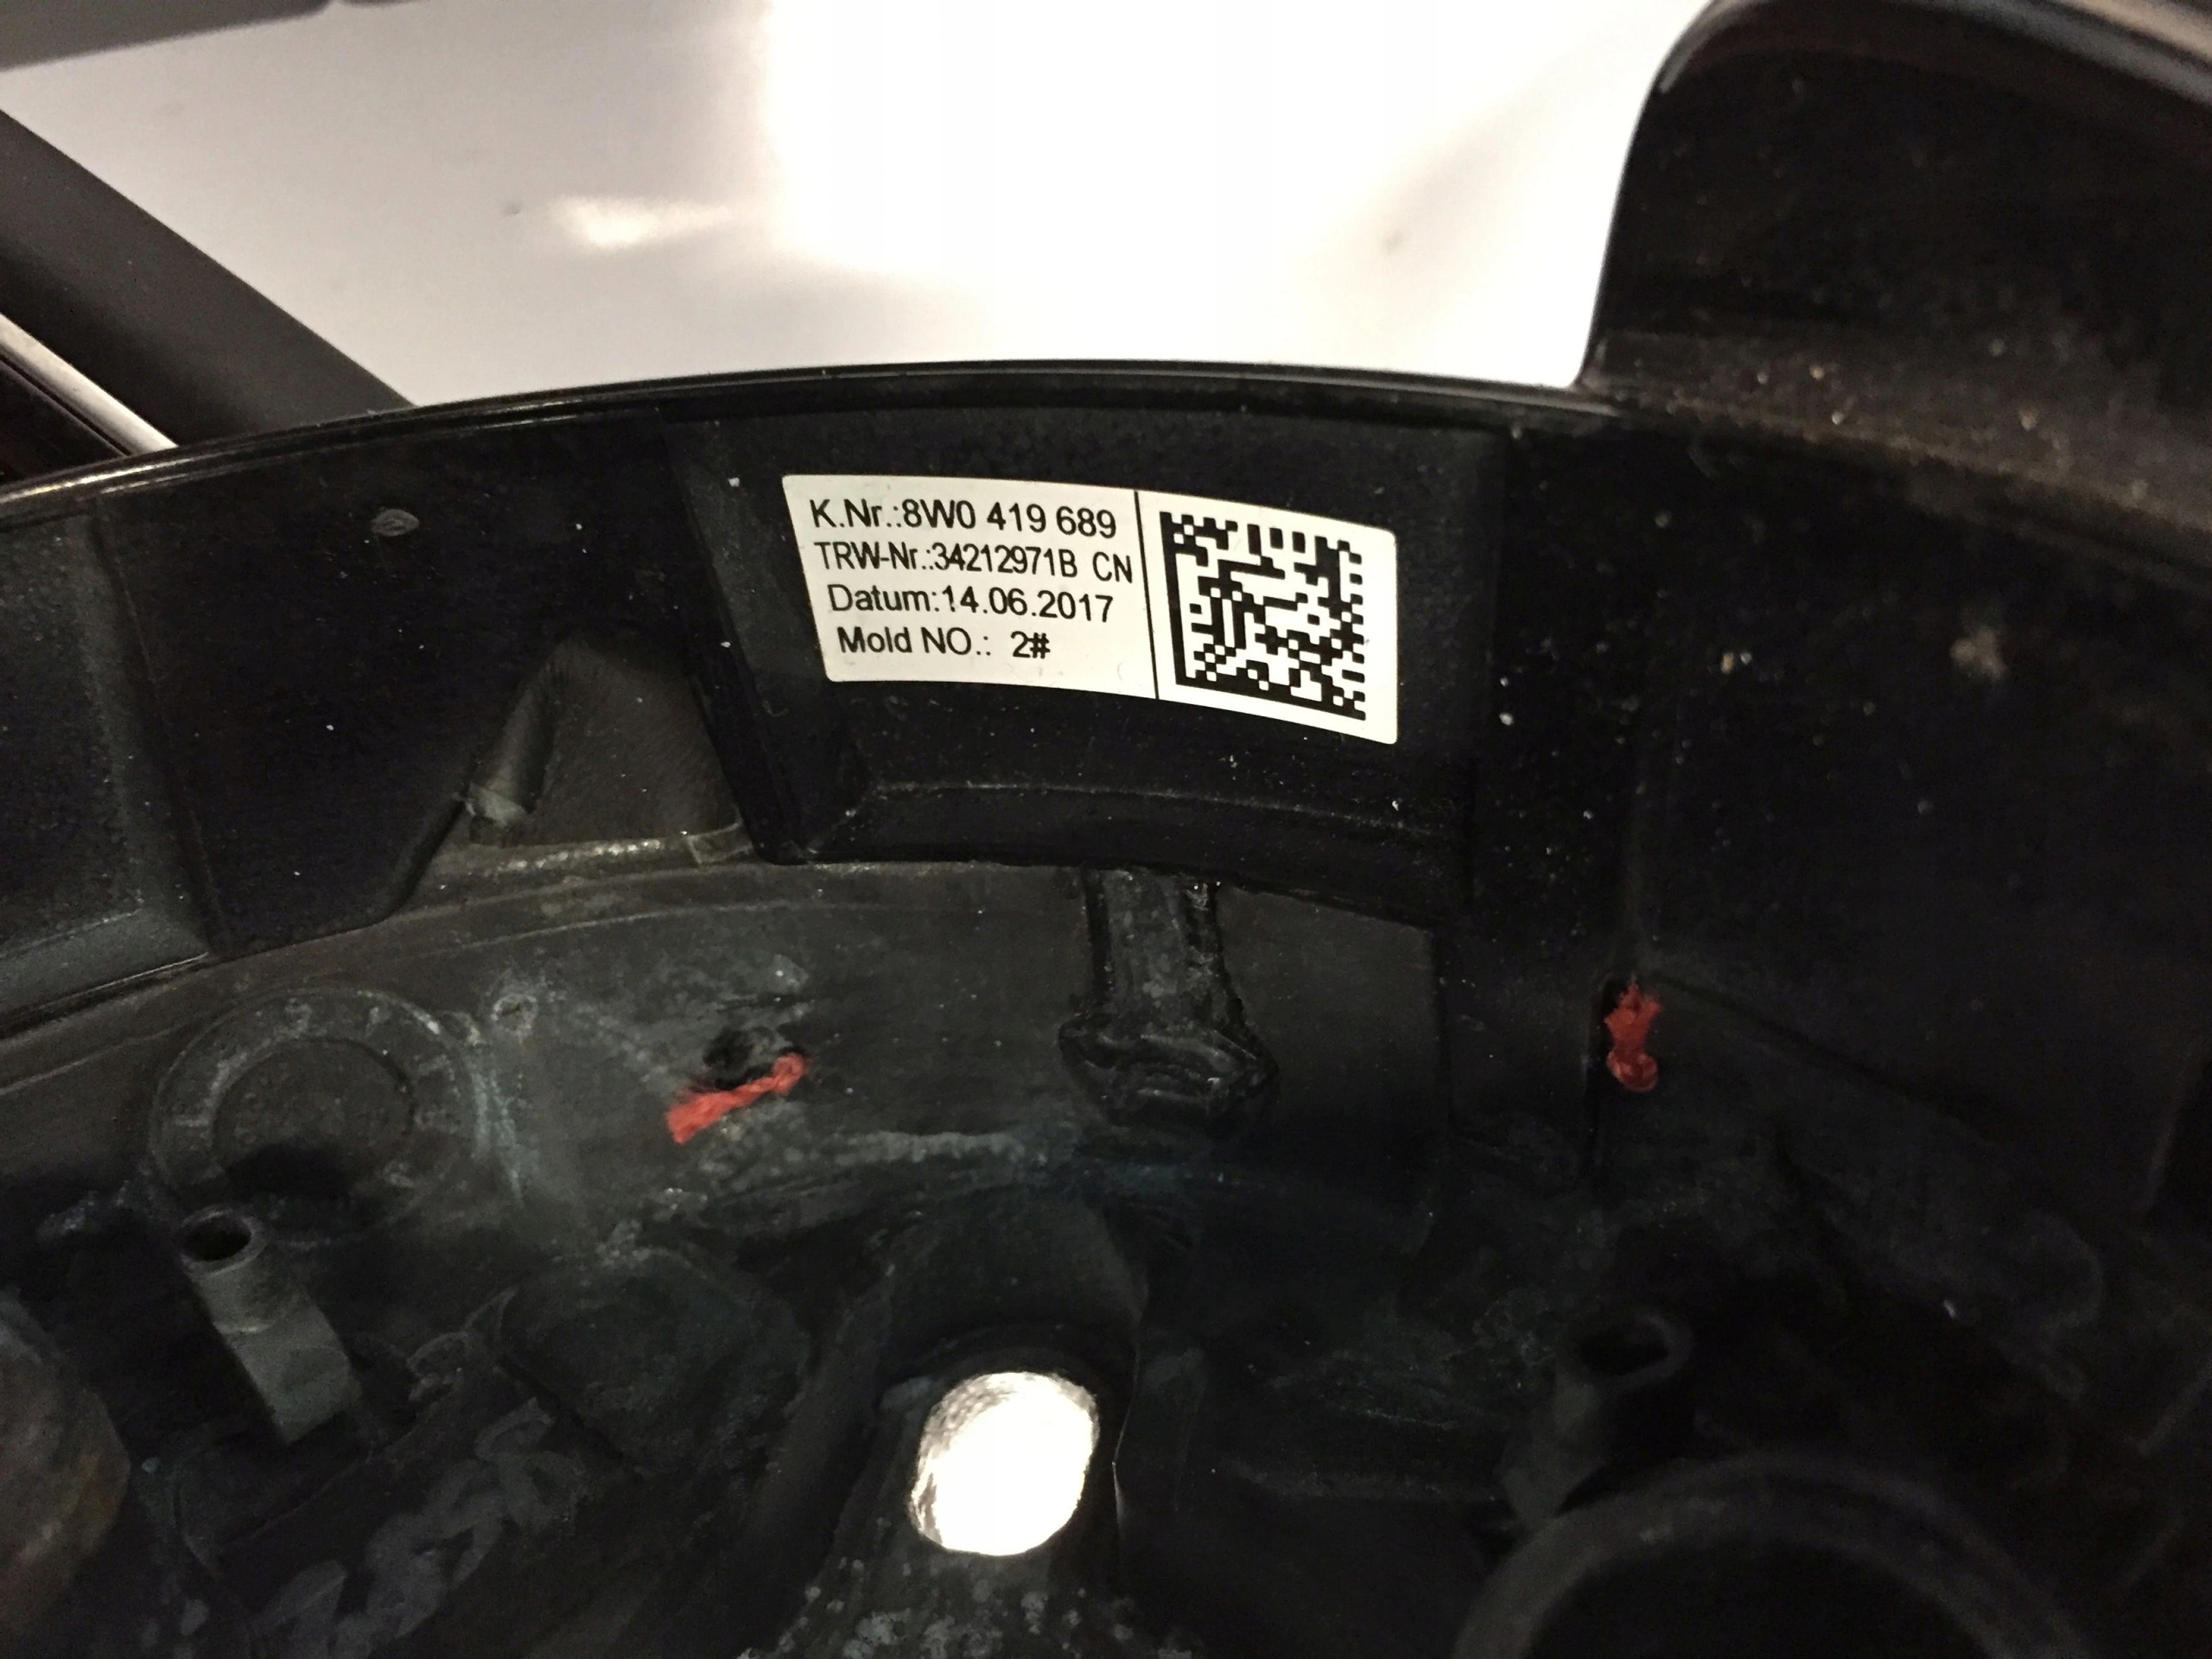 K.Nr.:8W0 419 689
TRW-Nr.:34212971B CN
Datum:14.06.2017
Mold NO.: 2#